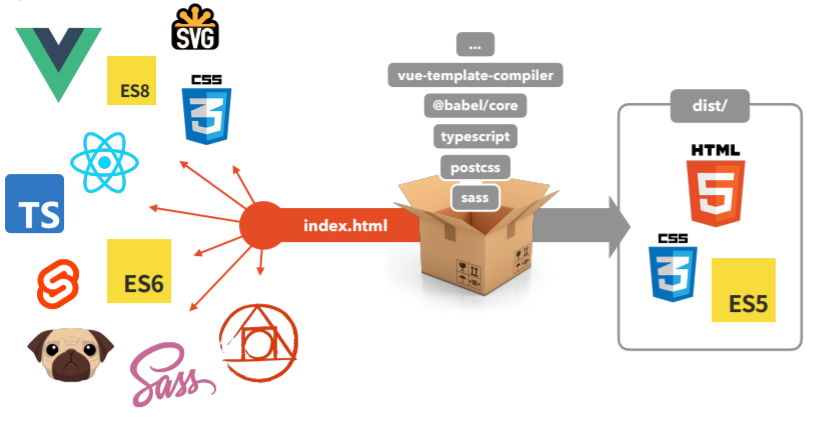 SVG
ES8
CSS
3
TS
ES6
Sass
index.html
...
vue-template-compiler
@babel/core
typescript
postcss
sass
dist/
HTML
5
CSS
3
ES5